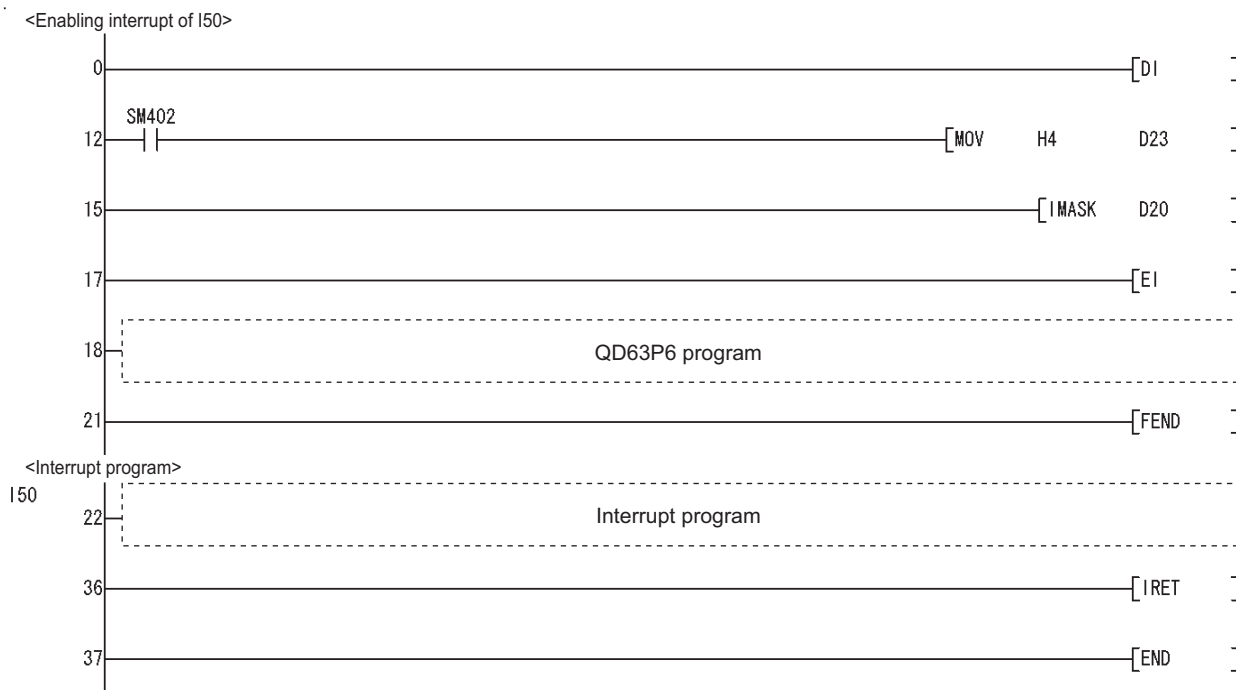 <Enabling interrupt of I50>
0 [DI ]
SM402
12 [MOV H4 D23 ]
15 [IMASK D20 ]
17 [EI ]
18 QD63P6 program
21 [FEND ]
<Interrupt program>
I50
22 Interrupt program
36 [IRET ]
37 [END ]